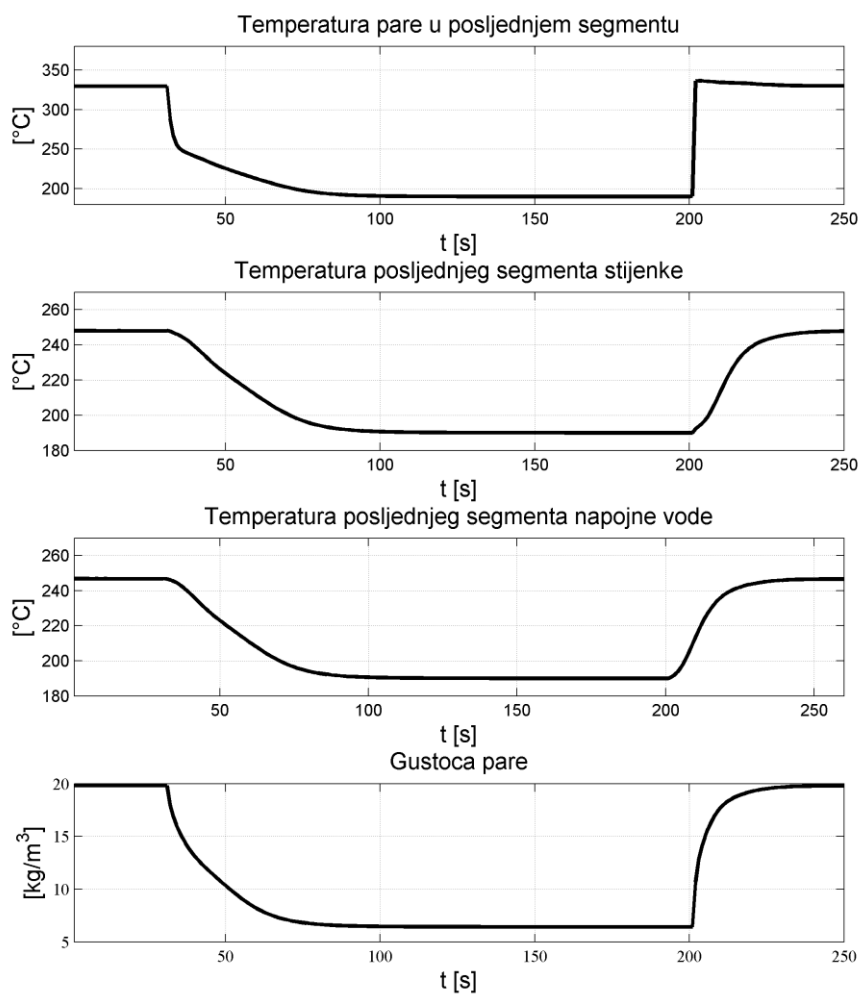 Temperatura pare u posljednjem segmentu
350
300
250
200
[°C]
50 100 150 200 250
t [s]
Temperatura posljednjeg segmenta stijenke
260
240
220
200
180
[°C]
50 100 150 200 250
t [s]
Temperatura posljednjeg segmenta napojne vode
260
240
220
200
180
[°C]
50 100 150 200 250
t [s]
Gustoca pare
20
15
10
5
[kg/m³]
50 100 150 200 250
t [s]